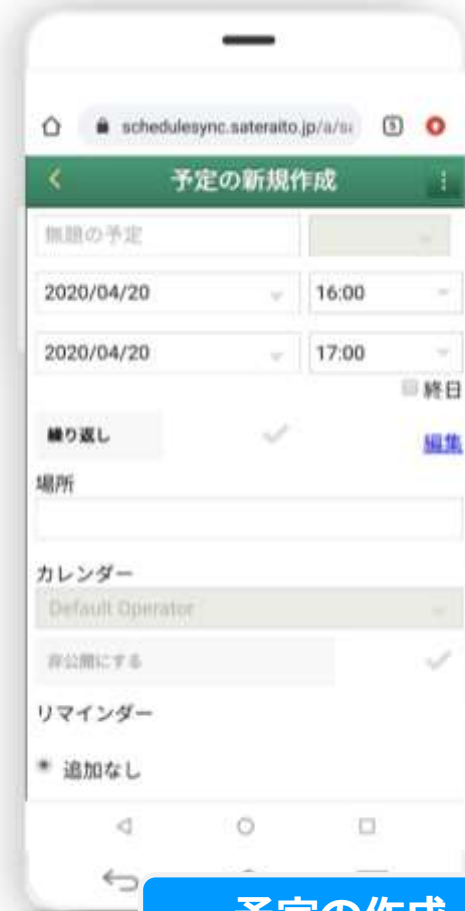 schedulesync.sateraito.jp/a/s
5
予定の新規作成
無題の予定
2020/04/20 16:00
2020/04/20 17:00
終日
繰り返し 編集
場所
カレンダー
Default Operator
非公開にする
リマインダー
追加なし
予定の作成